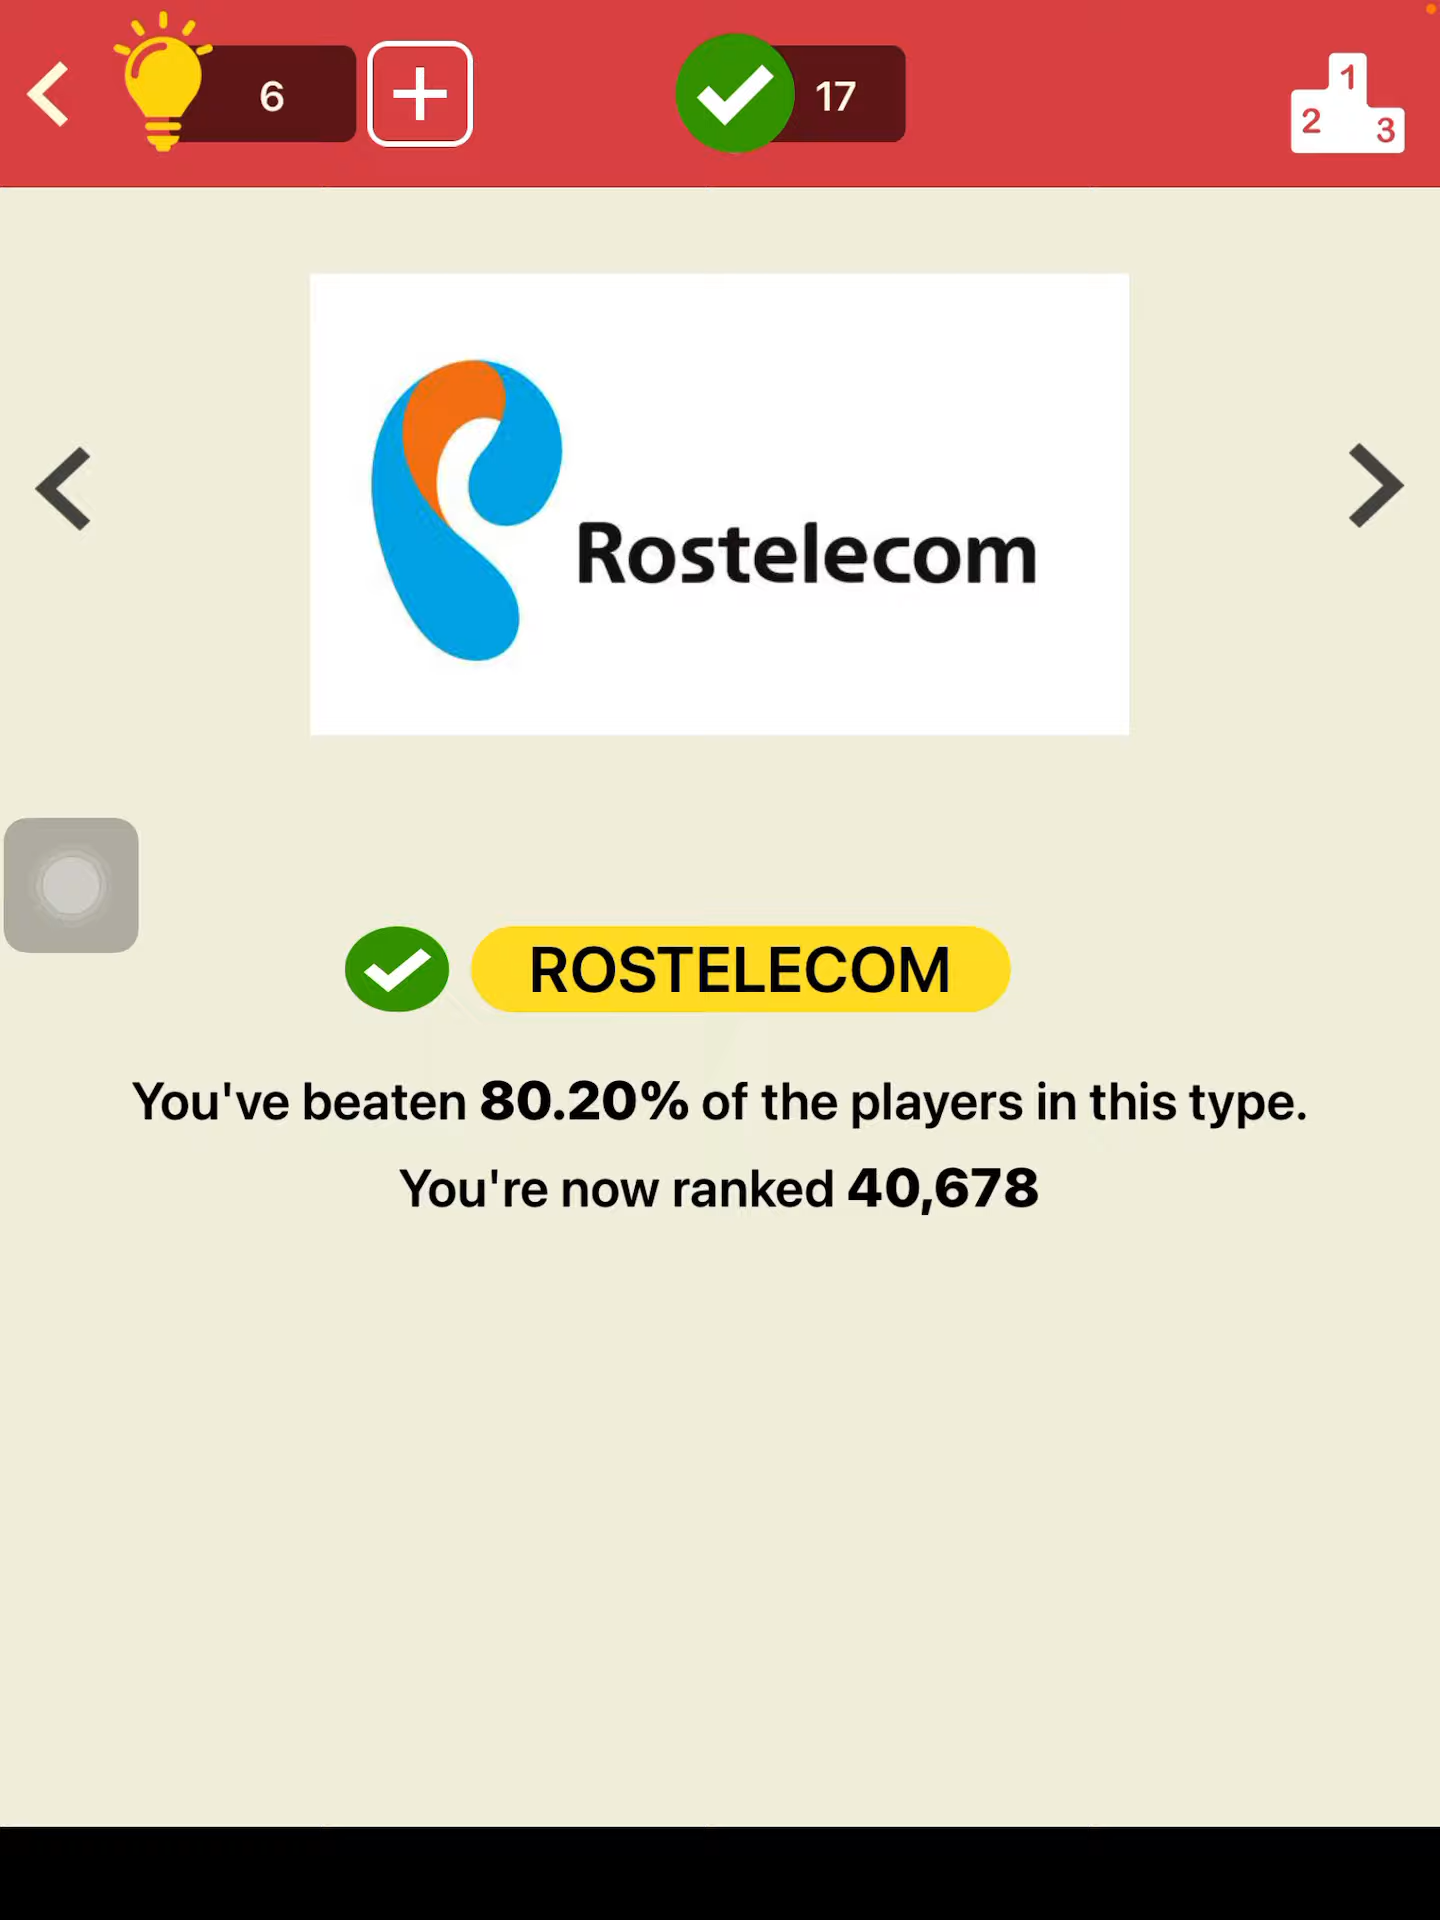 6
17
1
2
3
Rostelecom
ROSTELECOM
You've beaten 80.20% of the players in this type.
You're now ranked 40,678